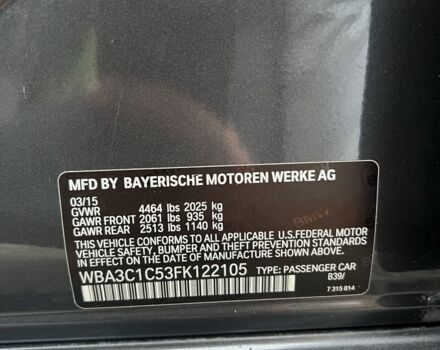 MFD BY BAYERISCHE MOTOREN WERKE AG
03/15
GVWR 4464 lbs 2025 kg
GAWR FRONT 2061 lbs 935 kg
GAWR REAR 2513 lbs 1140 kg
THIS VEHICLE CONFORMS TO ALL APPLICABLE U.S.FEDERAL MOTOR
VEHICLE SAFETY, BUMPER, AND THEFT PREVENTION STANDARDS
IN EFFECT ON THE DATE OF MANUFACTURE SHOWN ABOVE.
WBA3C1C53FK122105 TYPE: PASSENGER CAR
B39/
7 315 814